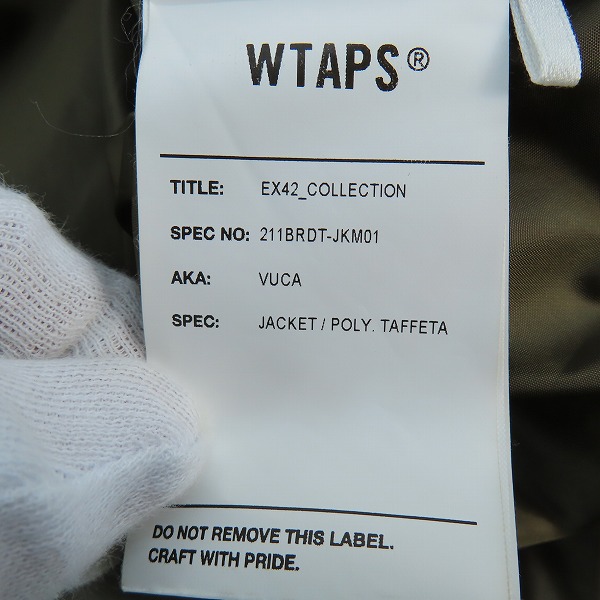 WTAPS®
TITLE: EX42_COLLECTION
SPEC NO: 211BRDT-JKM01
AKA: VUCA
SPEC: JACKET / POLY. TAFFETA
DO NOT REMOVE THIS LABEL.
CRAFT WITH PRIDE.